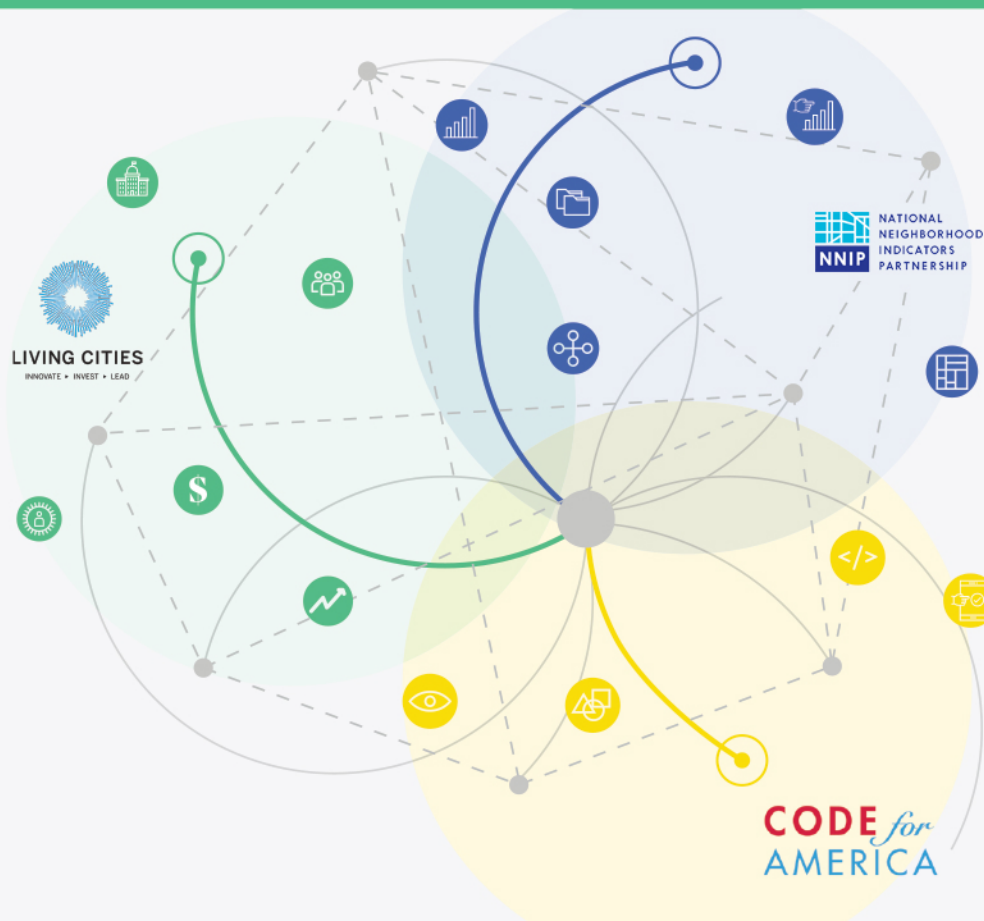 NATIONAL
NEIGHBORHOOD
INDICATORS
PARTNERSHIP
NNIP
LIVING CITIES
INNOVATE ▸ INVEST ▸ LEAD
$
</>
CODE for
AMERICA